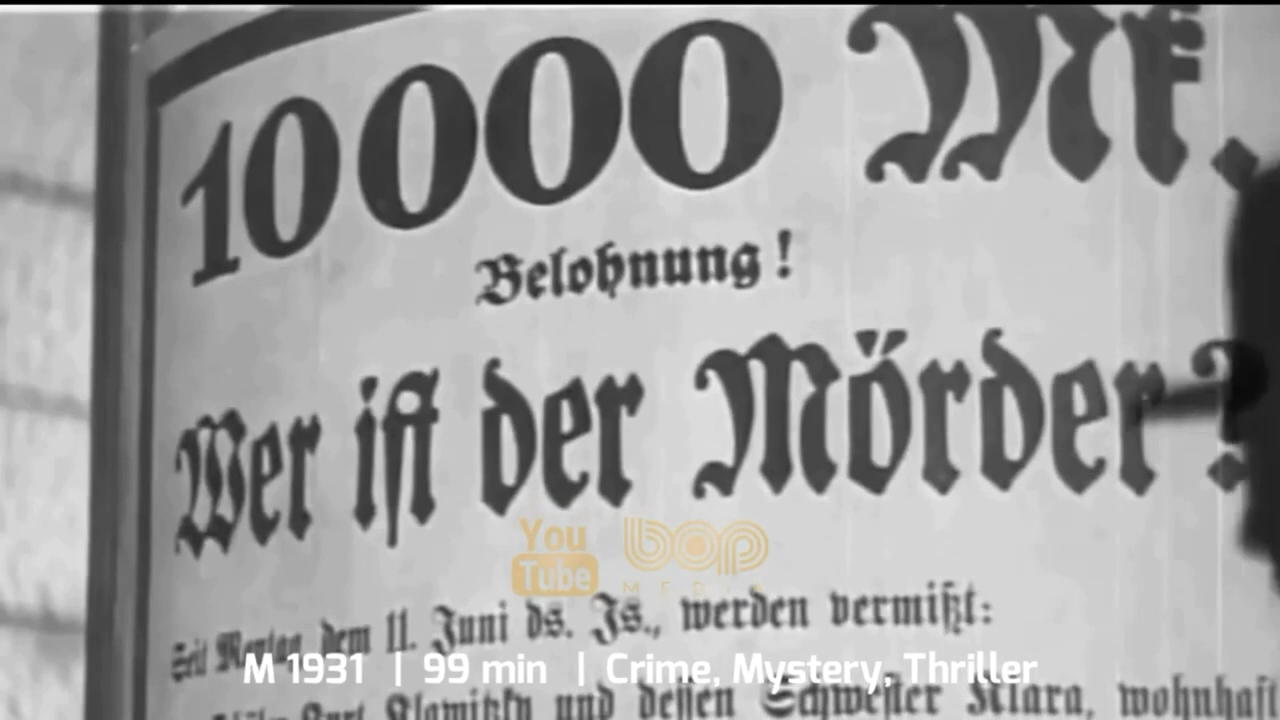 10000 Mk.
Belohnung!
Wer ist der Mörder?
You
Tube
bop
MEDIA
Seit Montag dem 11. Juni ds. Js., werden vermißt:
M 1931 | 99 min | Crime, Mystery, Thriller
und dessen Schwester Klara, wohnhaft